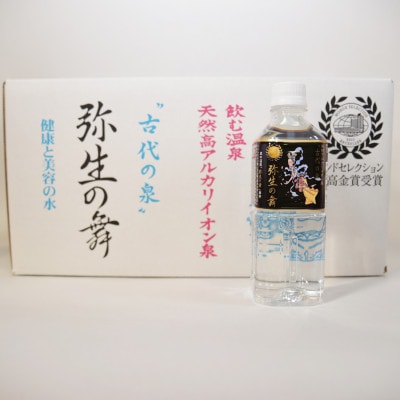 飲む温泉
天然高アルカリイオン泉
“古代の泉”
弥生の舞
健康と美容の水
ンドセレクション
高金賞受賞
弥生の舞